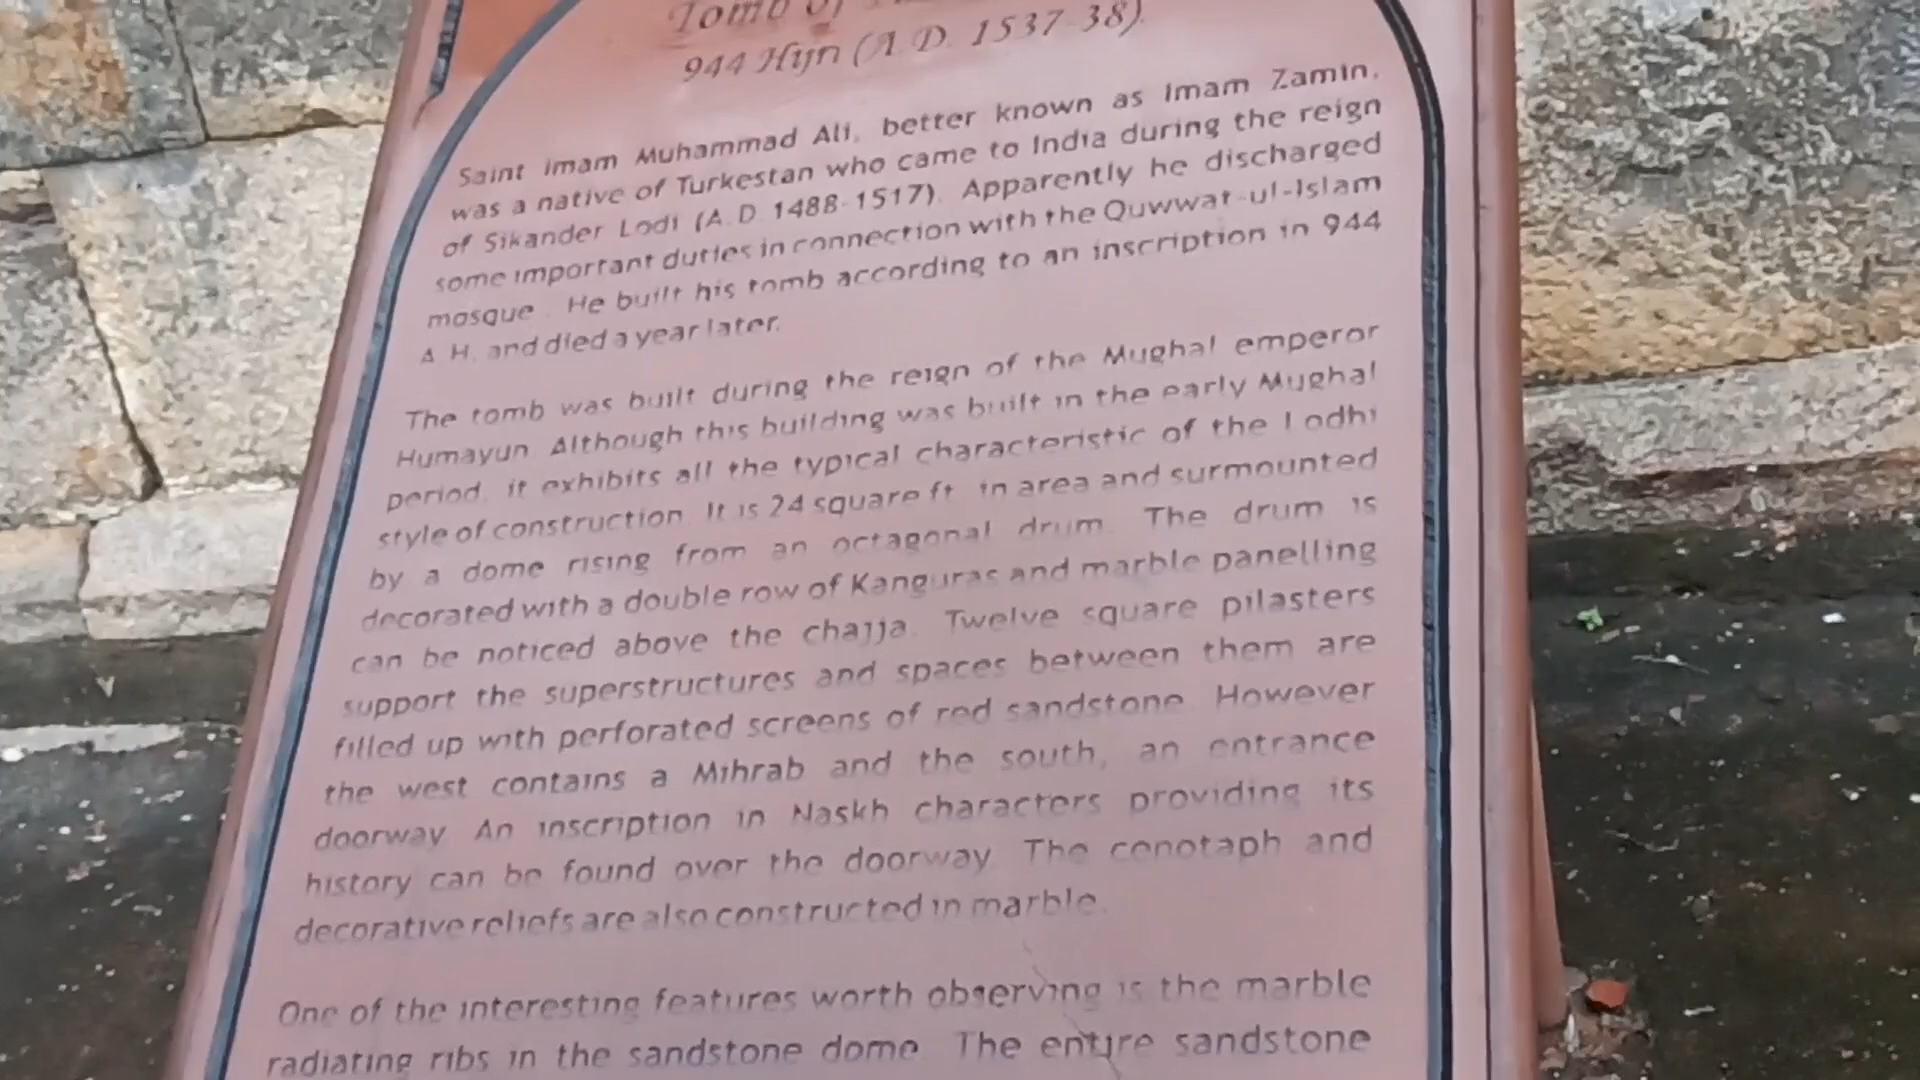 Tomb of
944 Hijri (A.D. 1537-38)
Saint Imam Muhammad Ali, better known as Imam Zamin,
was a native of Turkestan who came to India during the reign
of Sikander Lodi (A.D. 1488-1517). Apparently he discharged
some important duties in connection with the Quwwat-ul-Islam
mosque. He built his tomb according to an inscription in 944
A.H. and died a year later.
The tomb was built during the reign of the Mughal emperor
Humayun. Although this building was built in the early Mughal
period, it exhibits all the typical characteristic of the Lodhi
style of construction. It is 24 square ft. in area and surmounted
by a dome rising from an octagonal drum. The drum is
decorated with a double row of Kanguras and marble panelling
can be noticed above the chajja. Twelve square pilasters
support the superstructures and spaces between them are
filled up with perforated screens of red sandstone. However
the west contains a Mihrab and the south, an entrance
doorway. An inscription in Naskh characters providing its
history can be found over the doorway. The cenotaph and
decorative reliefs are also constructed in marble.
One of the interesting features worth observing is the marble
radiating ribs in the sandstone dome. The entire sandstone